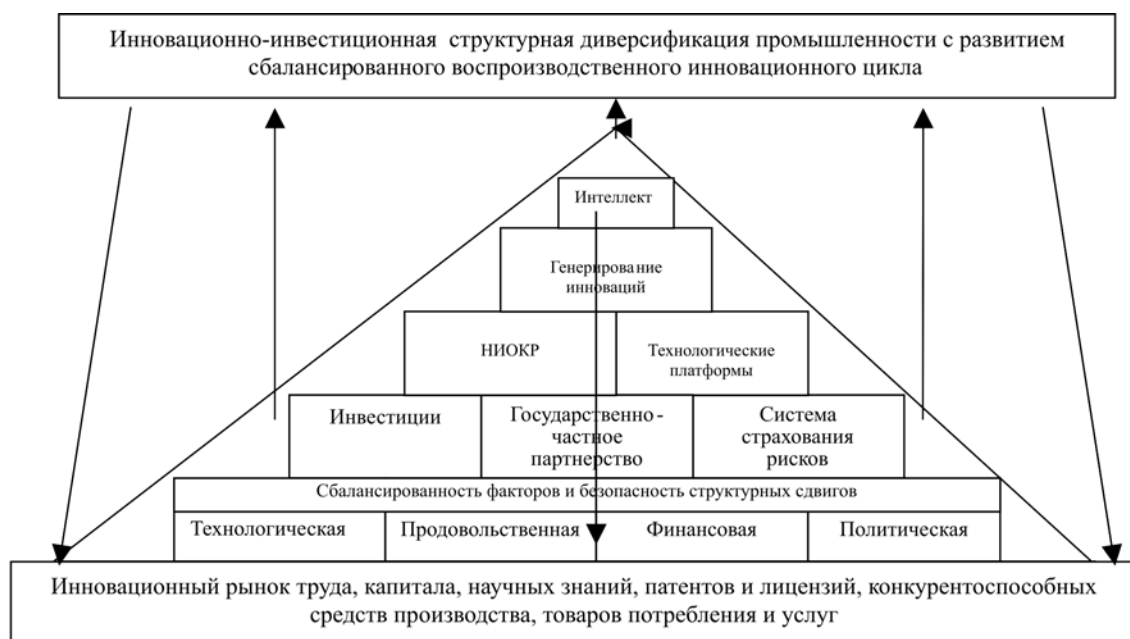 Инновационно-инвестиционная структурная диверсификация промышленности с развитием
сбалансированного воспроизводственного инновационного цикла
Интеллект
Генерирование
инноваций
НИОКР
Технологические
платформы
Инвестиции
Государственно-
частное
партнерство
Система
страхования
рисков
Сбалансированность факторов и безопасность структурных сдвигов
Технологическая
Продовольственная
Финансовая
Политическая
Инновационный рынок труда, капитала, научных знаний, патентов и лицензий, конкурентоспособных
средств производства, товаров потребления и услуг